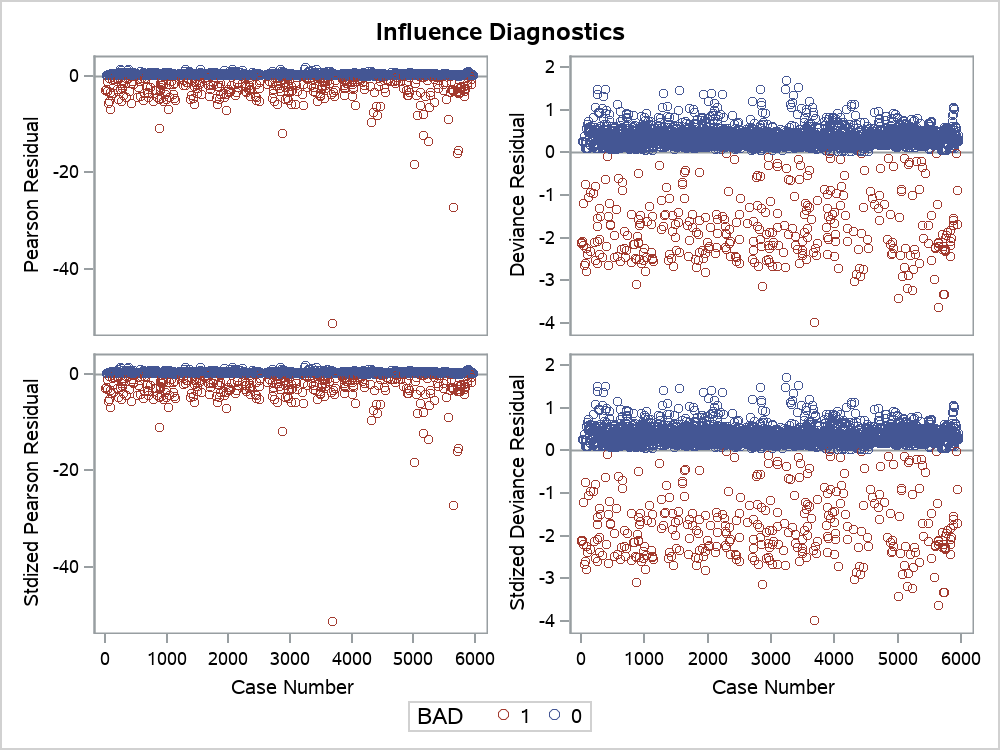 Influence Diagnostics
Pearson Residual
0
-20
-40
Deviance Residual
2
1
0
-1
-2
-3
-4
Stdized Pearson Residual
0
-20
-40
0 1000 2000 3000 4000 5000 6000
Case Number
Stdized Deviance Residual
2
1
0
-1
-2
-3
-4
0 1000 2000 3000 4000 5000 6000
Case Number
BAD 1 0